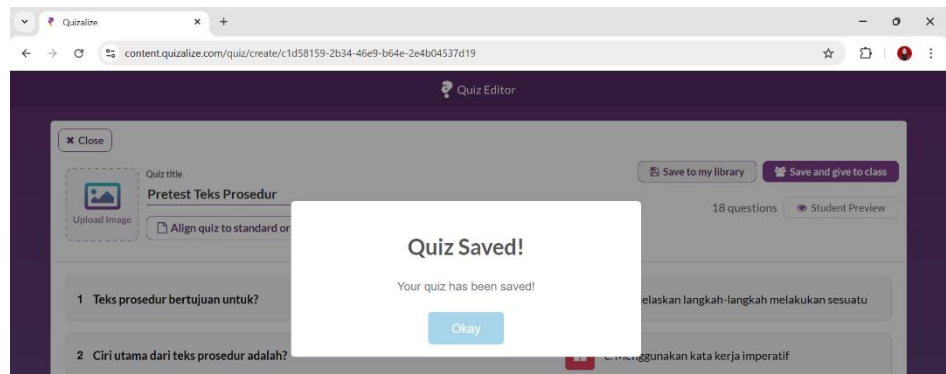 Quizalize
content.quizalize.com/quiz/create/c1d58159-2b34-46e9-b64e-2e4b04537d19
Quiz Editor
Close
Quiz title
Pretest Teks Prosedur
Upload Image
Align quiz to standard or
Save to my library
Save and give to class
18 questions
Student Preview
Quiz Saved!
Your quiz has been saved!
Okay
1 Teks prosedur bertujuan untuk?
elaskan langkah-langkah melakukan sesuatu
2 Ciri utama dari teks prosedur adalah?
C. Menggunakan kata kerja imperatif